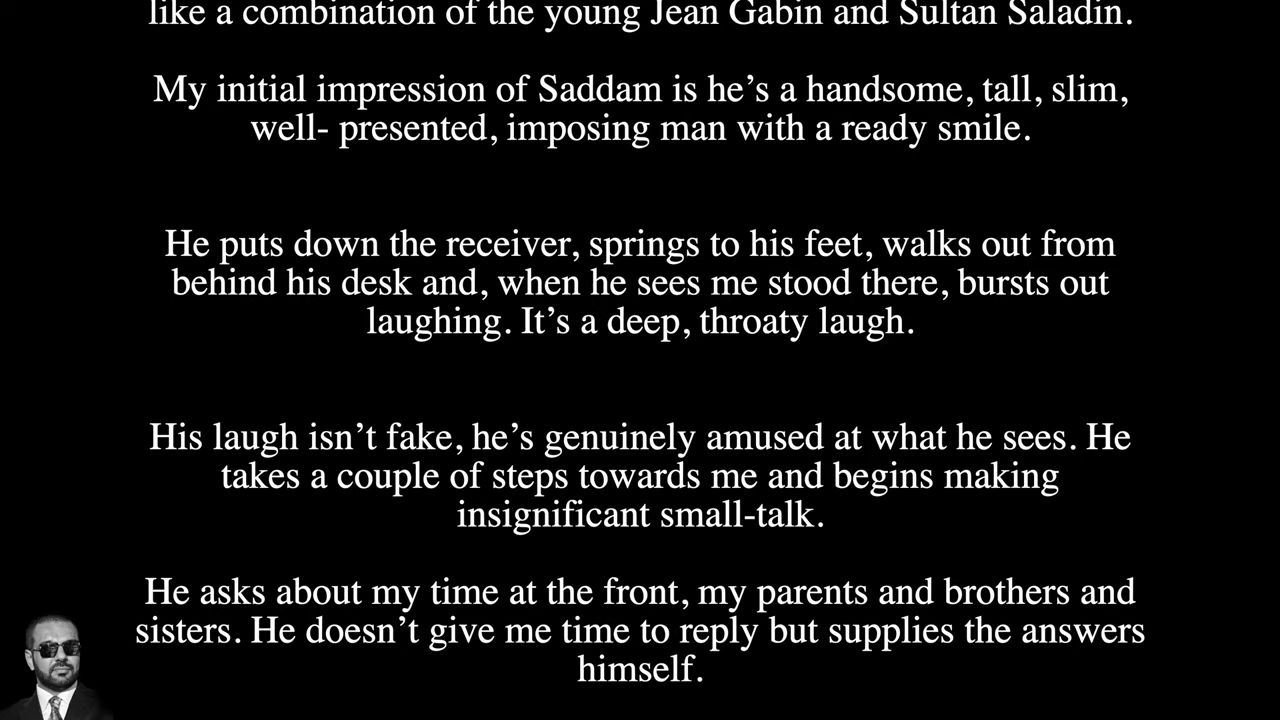 like a combination of the young Jean Gabin and Sultan Saladin.
My initial impression of Saddam is he’s a handsome, tall, slim,
well- presented, imposing man with a ready smile.
He puts down the receiver, springs to his feet, walks out from
behind his desk and, when he sees me stood there, bursts out
laughing. It’s a deep, throaty laugh.
His laugh isn’t fake, he’s genuinely amused at what he sees. He
takes a couple of steps towards me and begins making
insignificant small-talk.
He asks about my time at the front, my parents and brothers and
sisters. He doesn’t give me time to reply but supplies the answers
himself.